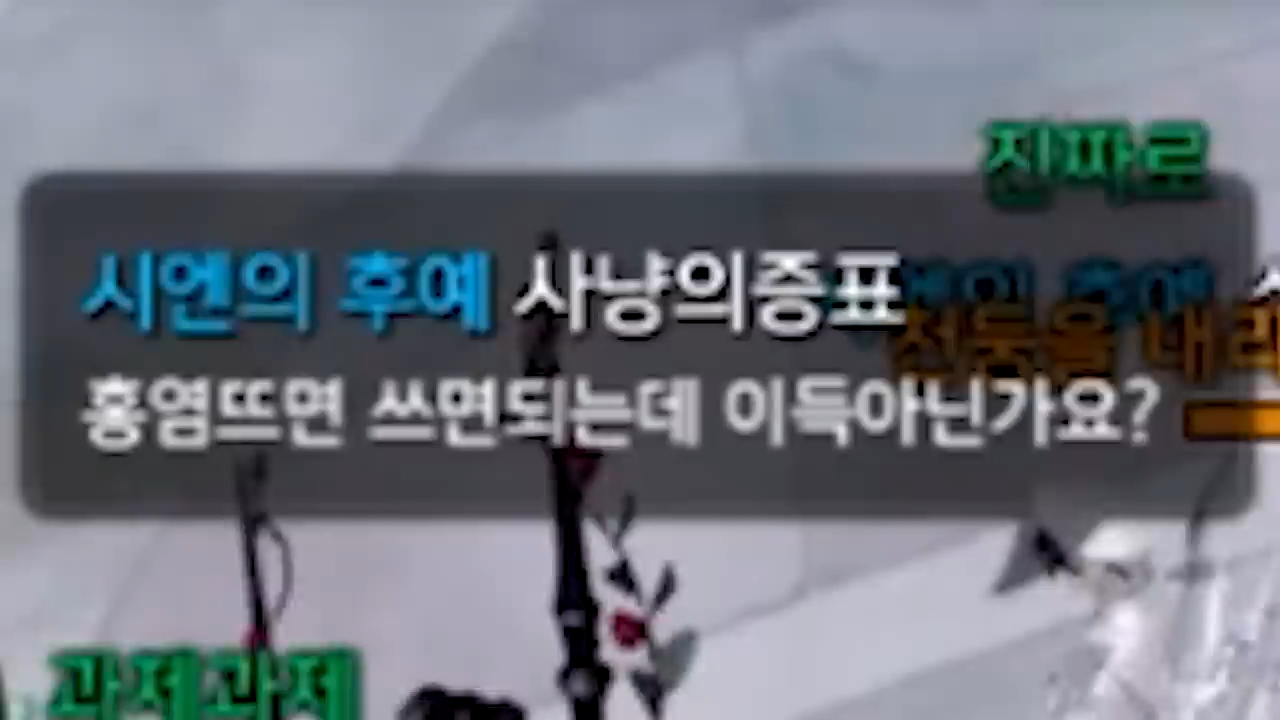 진짜로
시엔의 후예 사냥의증표
홍염뜨면 쓰면되는데 이득아닌가요?
과제과제